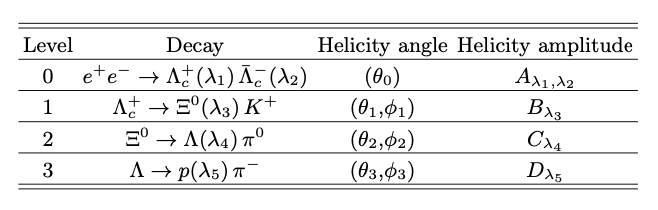 Level Decay Helicity angle Helicity amplitude
0 e⁺e⁻ → Λ_c⁺(λ₁) Λ̄_c⁻(λ₂) (θ₀) A_{λ₁,λ₂}
1 Λ_c⁺ → Ξ⁰(λ₃) K⁺ (θ₁,ϕ₁) B_{λ₃}
2 Ξ⁰ → Λ(λ₄) π⁰ (θ₂,ϕ₂) C_{λ₄}
3 Λ → p(λ₅) π⁻ (θ₃,ϕ₃) D_{λ₅}